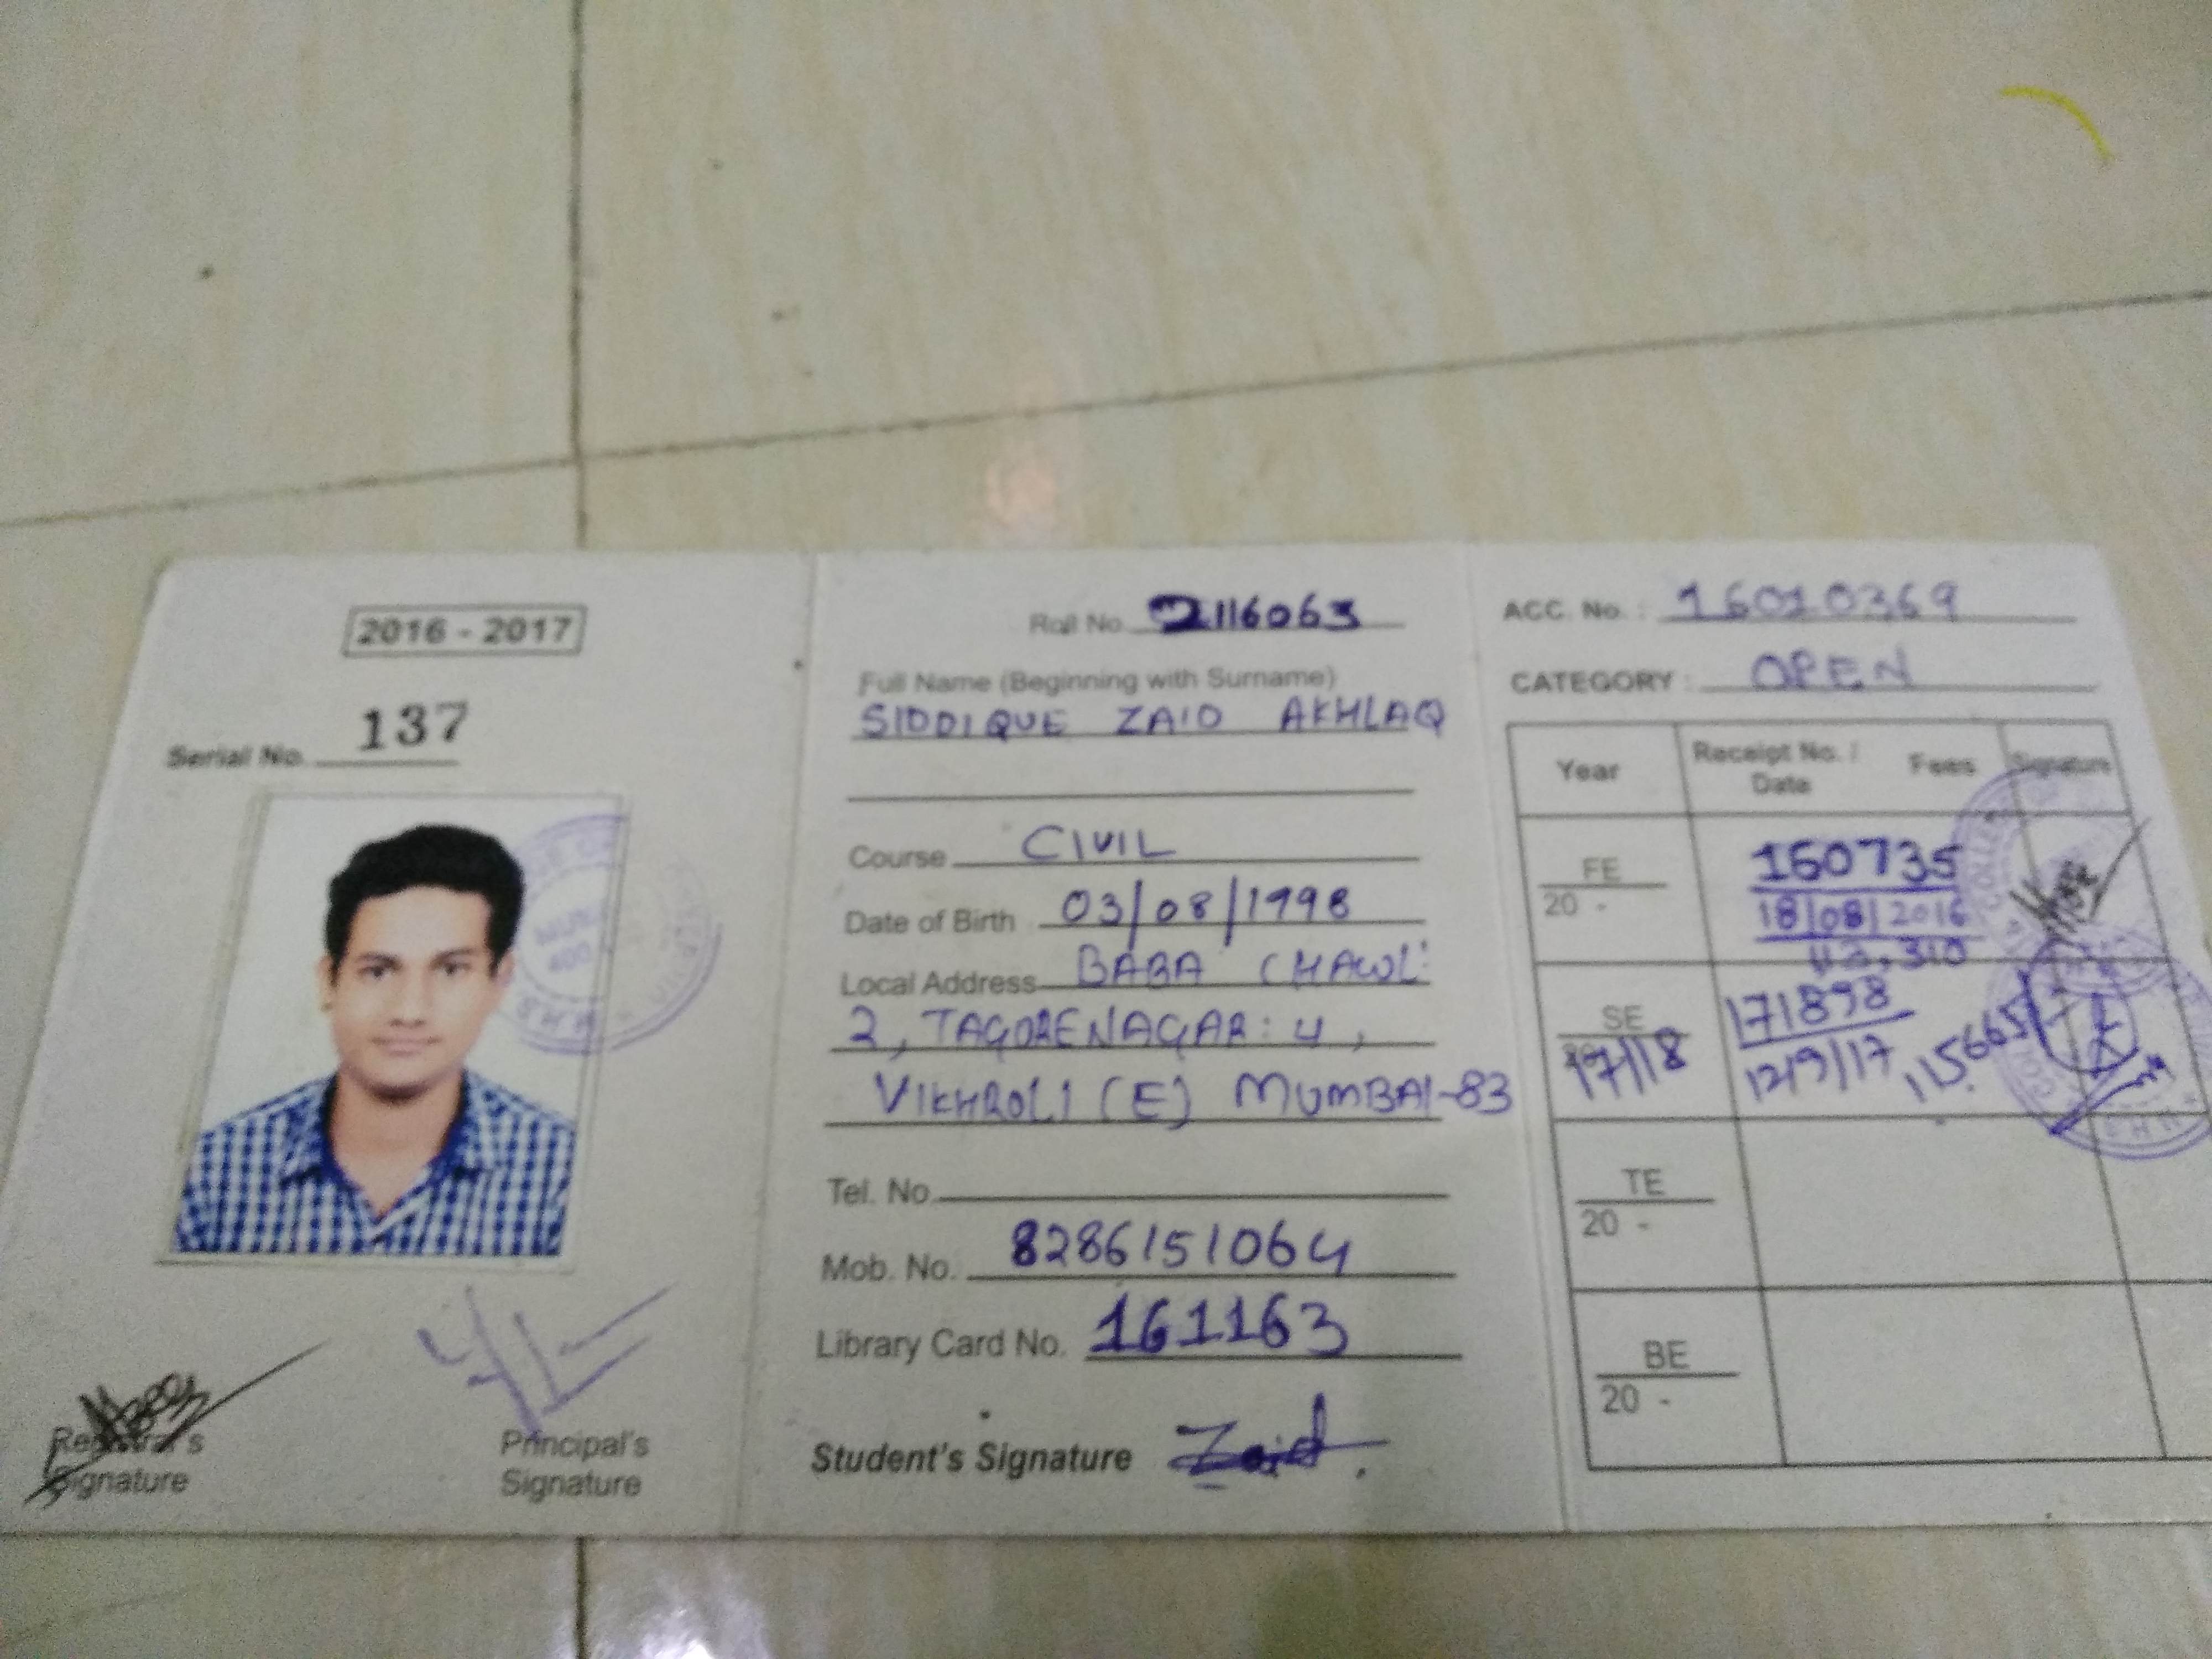 2016 - 2017
Serial No. 137
Registrar's
Signature
Principal's
Signature
Roll No. 2116063
Full Name (Beginning with Surname)
SIDDIQUE ZAID AKHLAQ
Course CIVIL
Date of Birth 03/08/1998
Local Address BABA CHAWL
2, TAGORENAGAR: 4,
VIKHROLI (E) MUMBAI-83
Tel. No.
Mob. No. 8286151064
Library Card No. 161163
Student's Signature Zaid.
ACC. No. : 16010369
CATEGORY : OPEN
Year Receipt No. / Date Fees Signature
FE
20 -
160735
18/08/2016
SE
17/18
171898
12/9/17 115,665
TE
20 -
BE
20 -